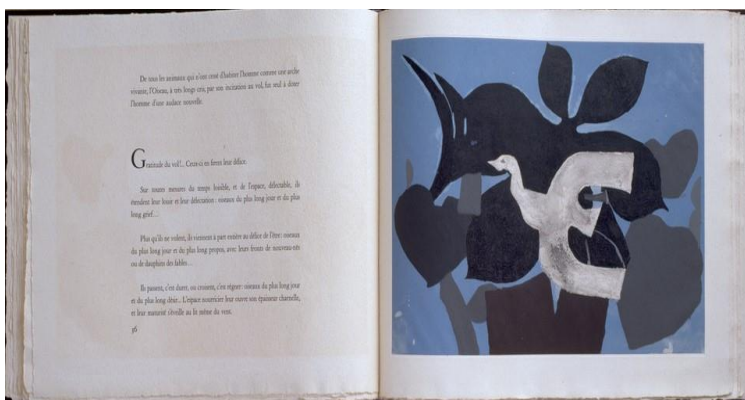 De tous les animaux qui n'ont cessé d'habiter l'homme comme une arche
vivante, l'Oiseau, à très longs cris, par son incitation au vol, fut seul à doter
l'homme d'une audace nouvelle.
Gratitude du vol!... Ceux-ci en firent leur délice.
Sur toutes mesures du temps loisible, et de l'espace, délectable, ils
étendent leur loisir et leur délectation : oiseaux du plus long jour et du plus
long grief...
Plus qu'ils ne volent, ils viennent à part entière au délice de l'être : oiseaux
du plus long jour et du plus long propos, avec leurs fronts de nouveau-nés
ou de dauphins des fables...
Ils passent, c'est durer, ou croisent, c'est régner : oiseaux du plus long jour
et du plus long désir... L'espace nourricier leur ouvre son épaisseur charnelle,
et leur maturité s'éveille au lit même du vent.
36